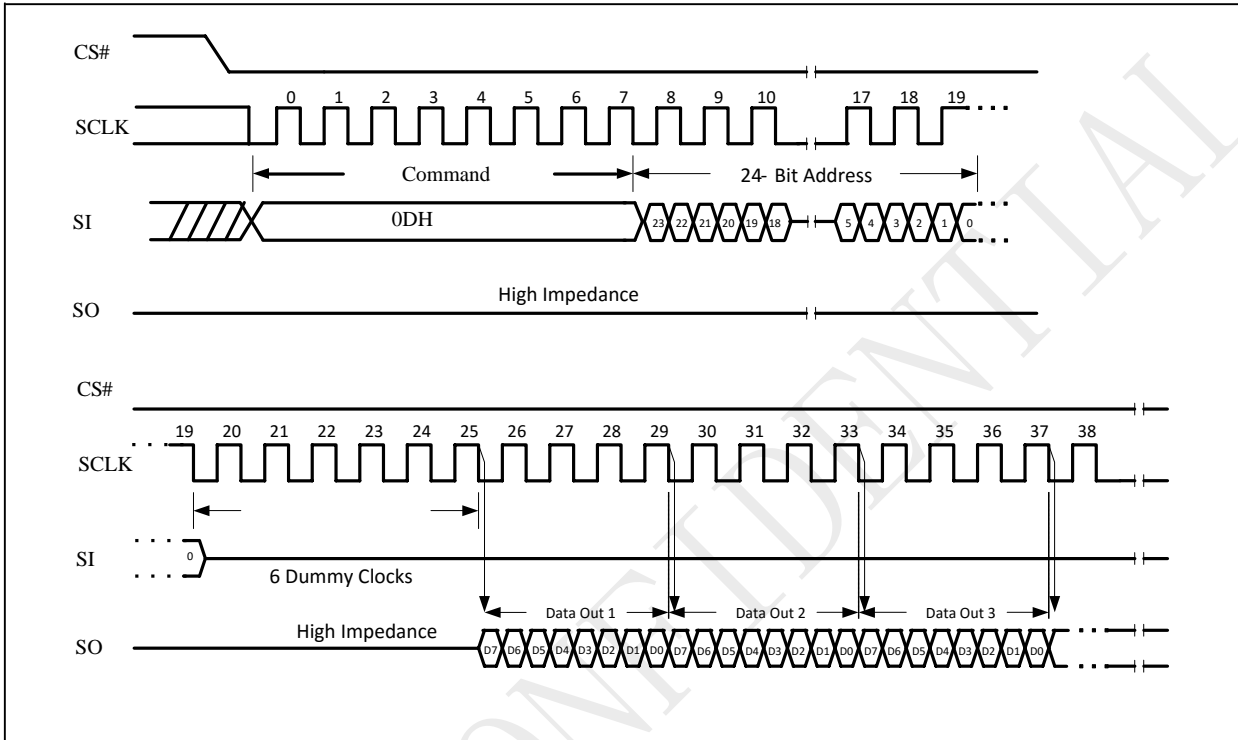 CS#
0 1 2 3 4 5 6 7 8 9 10 17 18 19
SCLK
Command 24- Bit Address
SI 0DH 23 22 21 20 19 18 5 4 3 2 1 0
High Impedance
SO
CS#
19 20 21 22 23 24 25 26 27 28 29 30 31 32 33 34 35 36 37 38
SCLK
SI 0
6 Dummy Clocks
Data Out 1 Data Out 2 Data Out 3
High Impedance
SO D7 D6 D5 D4 D3 D2 D1 D0 D7 D6 D5 D4 D3 D2 D1 D0 D7 D6 D5 D4 D3 D2 D1 D0
ONFIDENTIAL